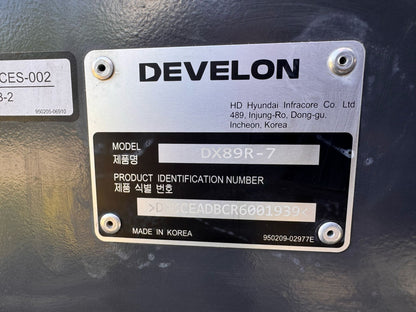 CES-002
B-2
950205-06910
DEVELON
HD Hyundai Infracore Co. Ltd
489, Injung-Ro, Dong-gu,
Incheon, Korea
MODEL
제품명
DX89R-7
PRODUCT IDENTIFICATION NUMBER
제품 식별 번호
MADE IN KOREA
950209-02977E